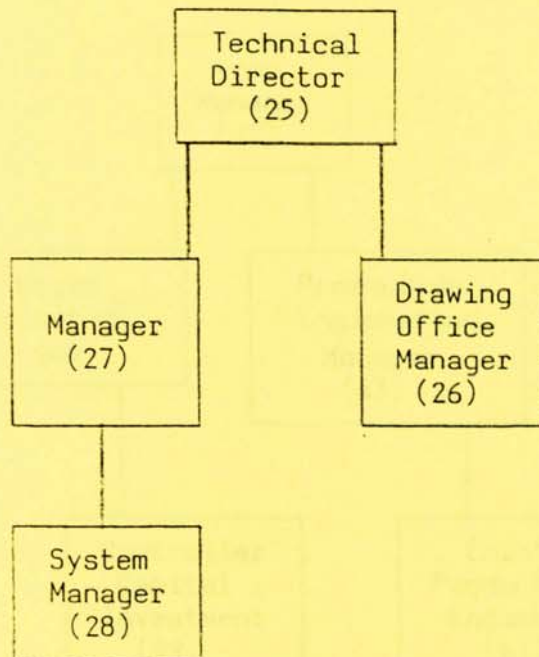 Technical
Director
(25)
Manager
(27)
Drawing
Office
Manager
(26)
System
Manager
(28)